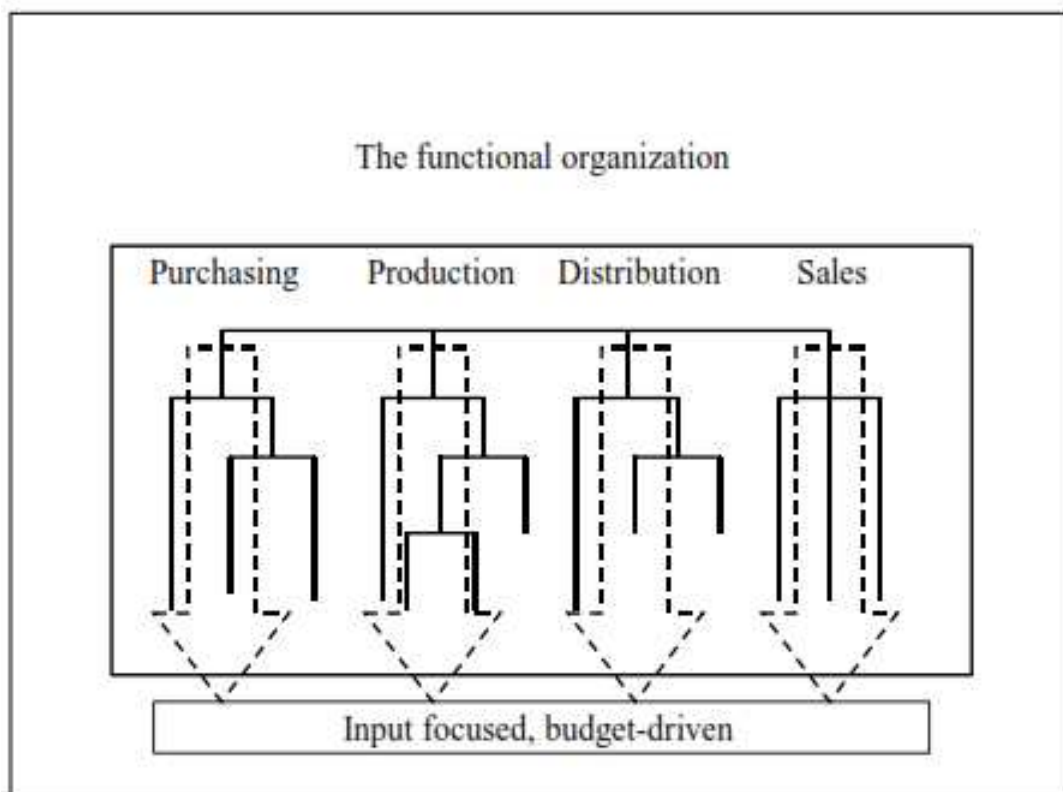 The functional organization
Purchasing Production Distribution Sales
Input focused, budget-driven